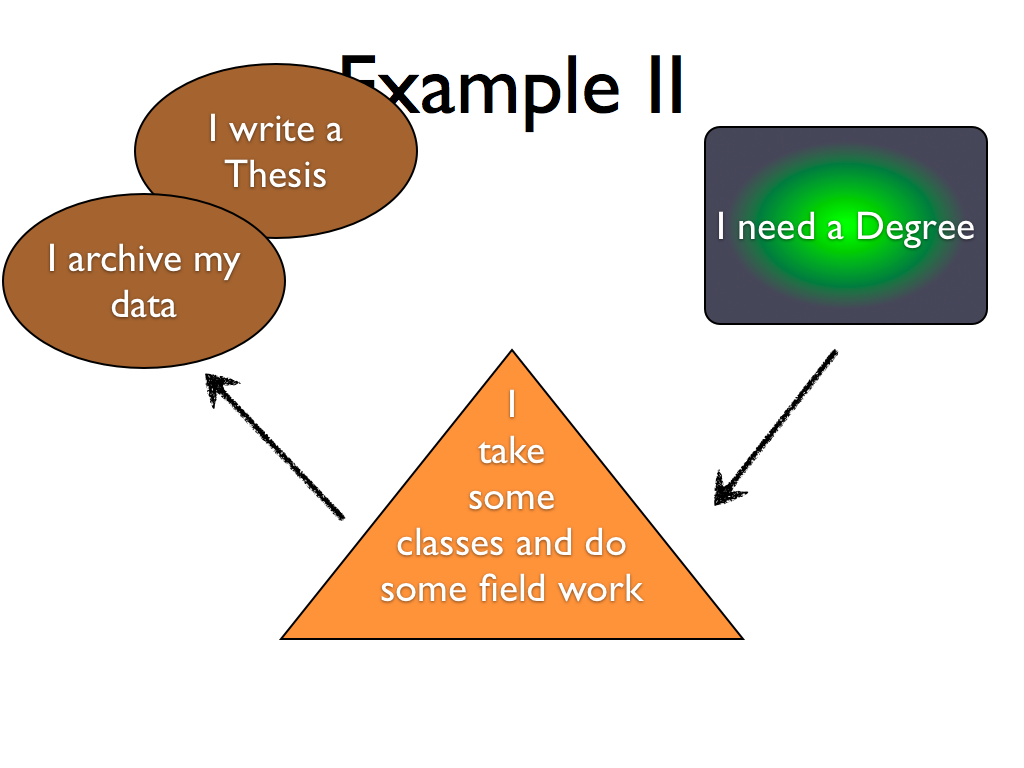 Example II
I write a
Thesis
I archive my
data
I need a Degree
I
take
some
classes and do
some field work